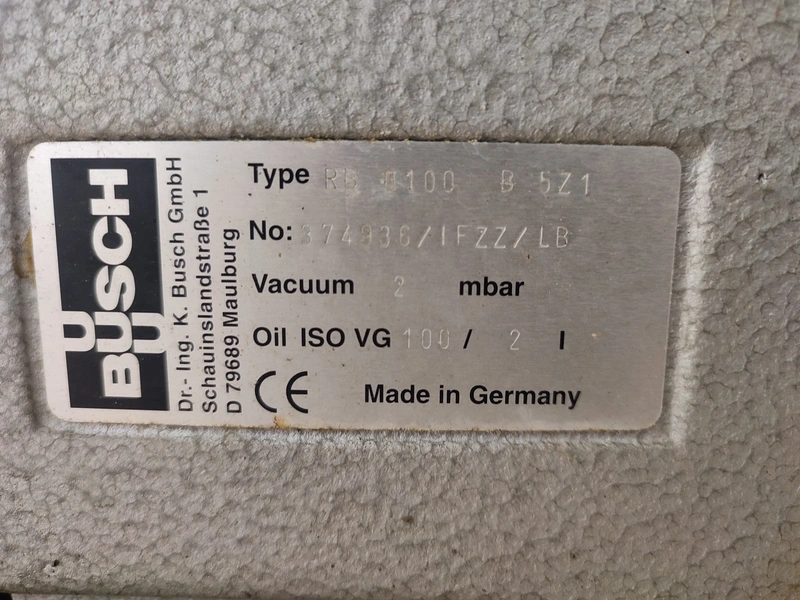 BUSCH
Dr.- Ing. K. Busch GmbH
Schauinslandstraße 1
D 79689 Maulburg
Type RB 0100 B 5Z1
No: 374936/IFZZ/LB
Vacuum 2 mbar
Oil ISO VG 100 / 2 l
CE Made in Germany